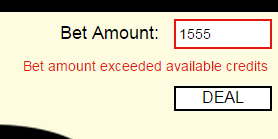 Bet Amount: 1555
Bet amount exceeded available credits
DEAL